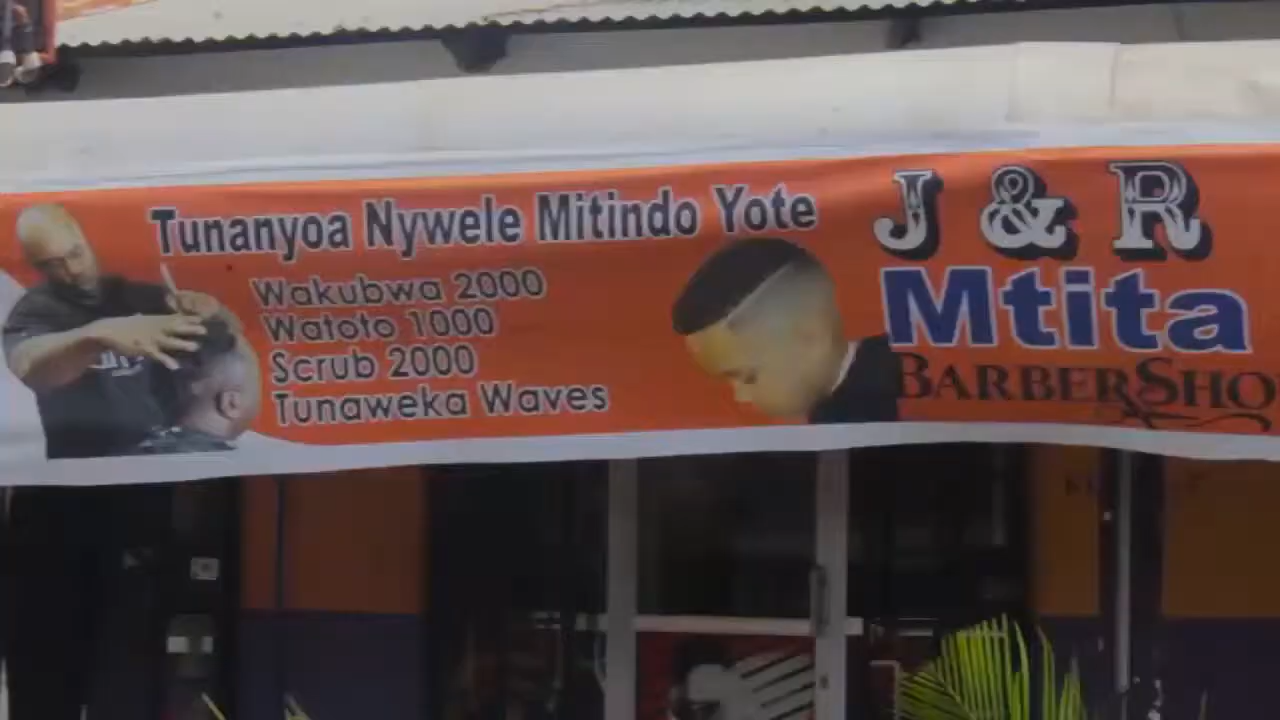 Tunanyoa Nywele Mitindo Yote
Wakubwa 2000
Watoto 1000
Scrub 2000
Tunaweka Waves
J & R
Mtita
BARBERSHO